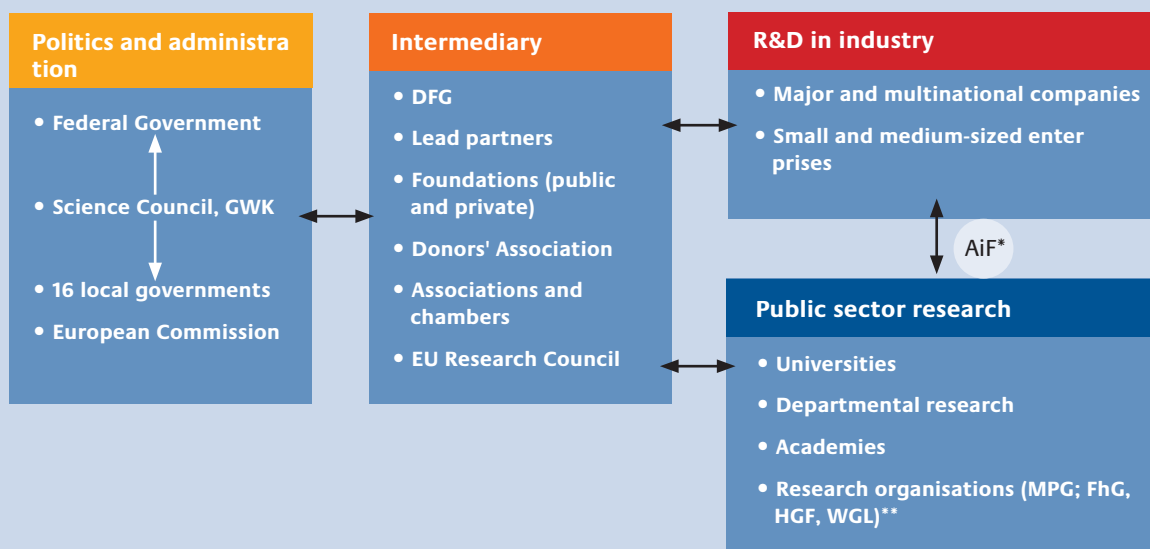 Politics and administra
tion
• Federal Government
• Science Council, GWK
• 16 local governments
• European Commission
Intermediary
• DFG
• Lead partners
• Foundations (public
and private)
• Donors' Association
• Associations and
chambers
• EU Research Council
R&D in industry
• Major and multinational companies
• Small and medium-sized enter
prises
AiF*
Public sector research
• Universities
• Departmental research
• Academies
• Research organisations (MPG; FhG,
HGF, WGL)**